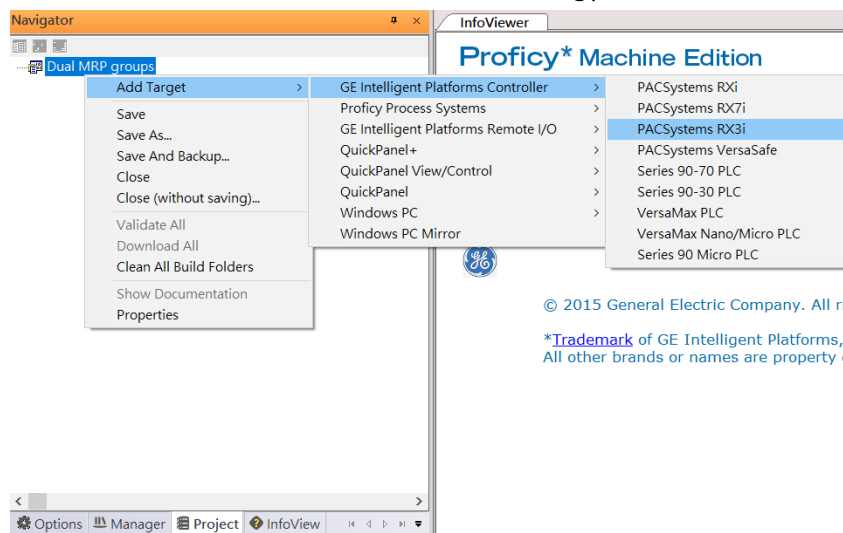 Navigator
Dual MRP groups
Add Target
Save
Save As...
Save And Backup...
Close
Close (without saving)...
Validate All
Download All
Clean All Build Folders
Show Documentation
Properties
GE Intelligent Platforms Controller
Proficy Process Systems
GE Intelligent Platforms Remote I/O
QuickPanel+
QuickPanel View/Control
QuickPanel
Windows PC
Windows PC Mirror
PACSystems RXi
PACSystems RX7i
PACSystems RX3i
PACSystems VersaSafe
Series 90-70 PLC
Series 90-30 PLC
VersaMax PLC
VersaMax Nano/Micro PLC
Series 90 Micro PLC
InfoViewer
Proficy* Machine Edition
© 2015 General Electric Company. All r
*Trademark of GE Intelligent Platforms,
All other brands or names are property
Options Manager Project InfoView